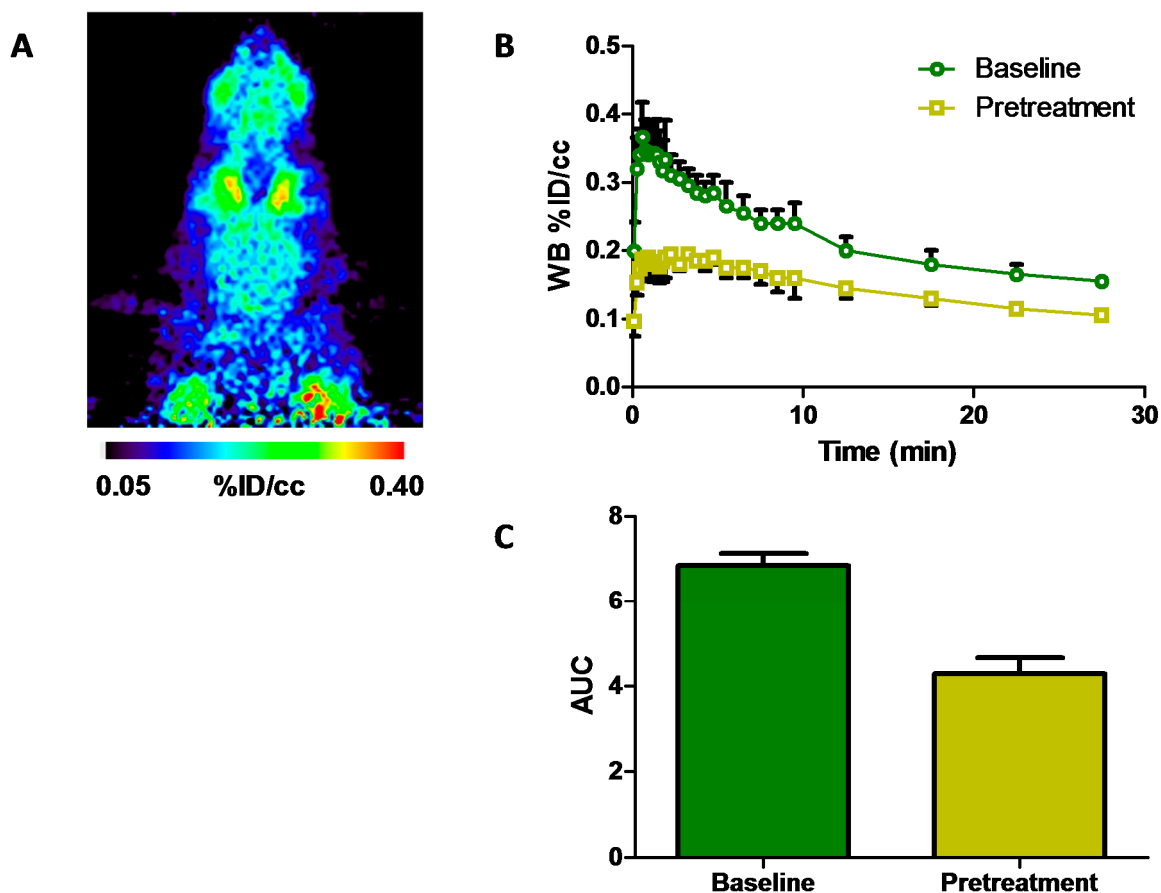 A
0.05 %ID/cc 0.40
B
WB %ID/cc
0.5
0.4
0.3
0.2
0.1
0.0
Baseline
Pretreatment
0 10 20 30
Time (min)
C
AUC
8
6
4
2
0
Baseline Pretreatment